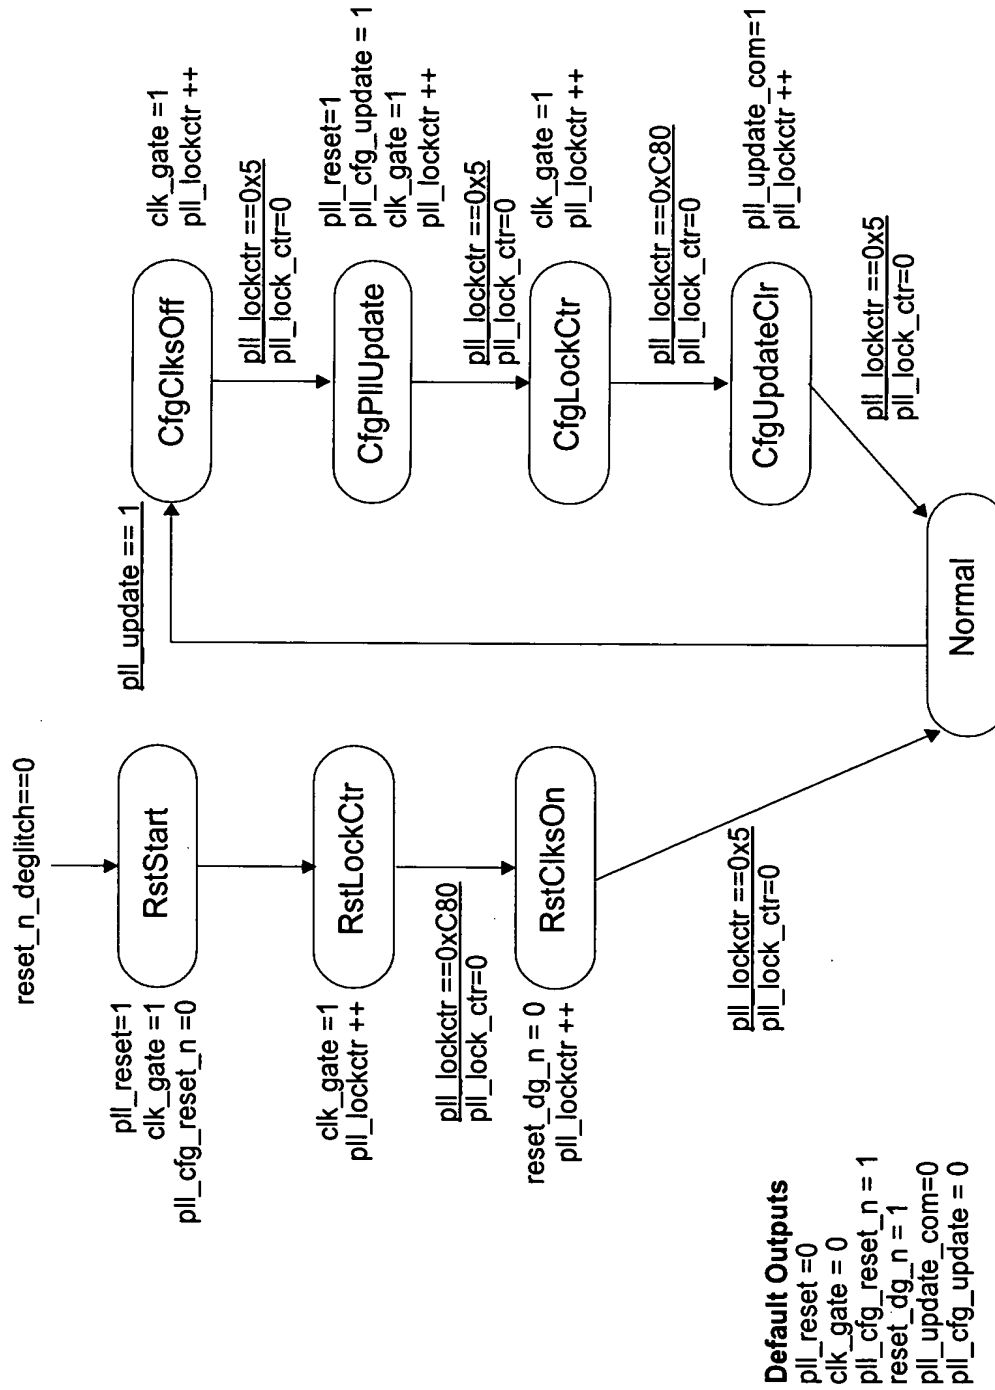 reset_n_deglitch==0
RstStart
pll_reset=1
clk_gate =1
pll_cfg_reset_n =0
RstLockCtr
clk_gate =1
pll_lockctr ++
pll_lockctr ==0xC80
pll_lock_ctr=0
RstClksOn
reset_dg_n = 0
pll_lockctr ++
pll_lockctr ==0x5
pll_lock_ctr=0
Normal
pll_update == 1
CfgClksOff
clk_gate =1
pll_lockctr ++
pll_lockctr ==0x5
pll_lock_ctr=0
CfgPllUpdate
pll_reset=1
pll_cfg_update = 1
clk_gate =1
pll_lockctr ++
pll_lockctr ==0x5
pll_lock_ctr=0
CfgLockCtr
clk_gate =1
pll_lockctr ++
pll_lockctr ==0xC80
pll_lock_ctr=0
CfgUpdateClr
pll_update_com=1
pll_lockctr ++
pll_lockctr ==0x5
pll_lock_ctr=0
Default Outputs
pll_reset =0
clk_gate = 0
pll_cfg_reset_n = 1
reset_dg_n = 1
pll_update_com=0
pll_cfg_update = 0